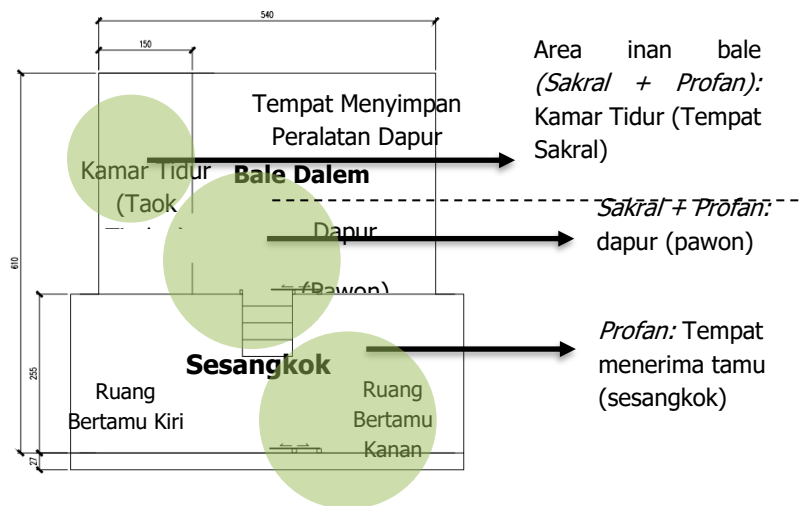 540
150
Area inan bale
(Sakral + Profan):
Kamar Tidur (Tempat
Sakral)
Tempat Menyimpan
Peralatan Dapur
Kamar Tidur
(Taok
Bale Dalem
Sakral + Profan:
dapur (pawon)
Dapur
(Pawon)
610
255
27
Sesangkok
Profan: Tempat
menerima tamu
(sesangkok)
Ruang
Bertamu Kiri
Ruang
Bertamu
Kanan